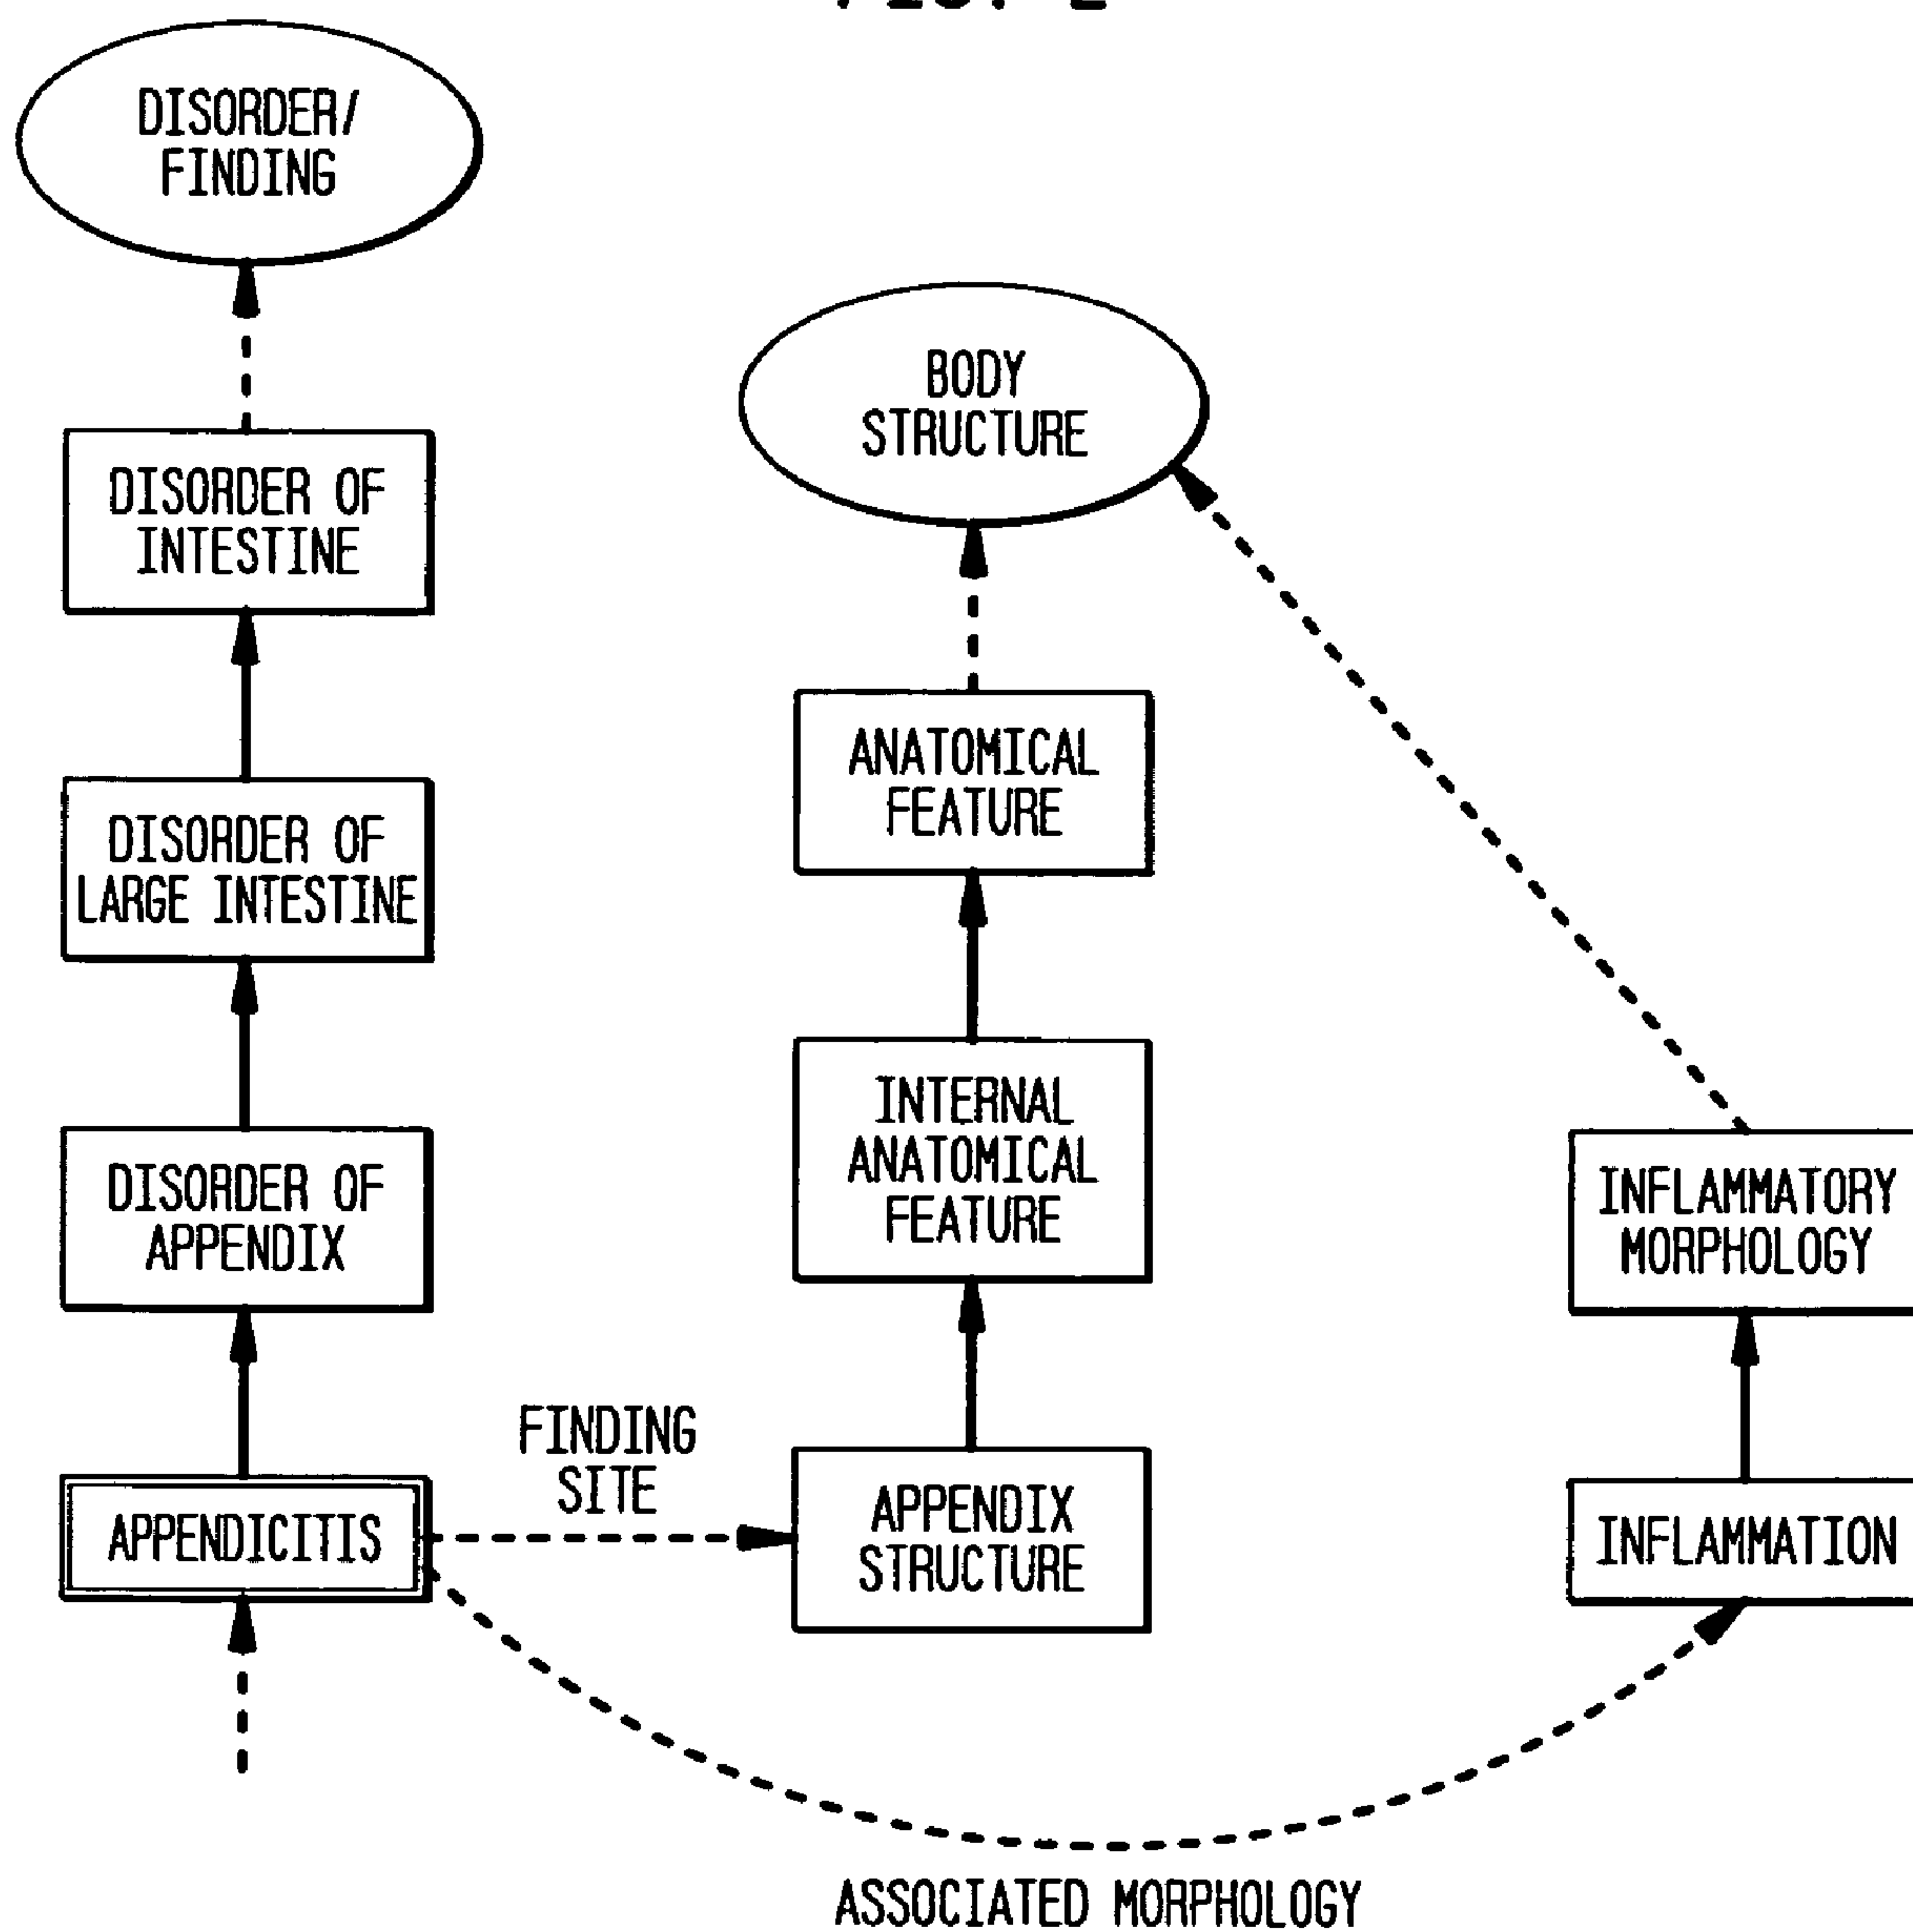 DISORDER/
FINDING
BODY
STRUCTURE
DISORDER OF
INTESTINE
ANATOMICAL
FEATURE
DISORDER OF
LARGE INTESTINE
INTERNAL
ANATOMICAL
FEATURE
DISORDER OF
APPENDIX
INFLAMMATORY
MORPHOLOGY
FINDING
SITE
APPENDICITIS
APPENDIX
STRUCTURE
INFLAMMATION
ASSOCIATED MORPHOLOGY